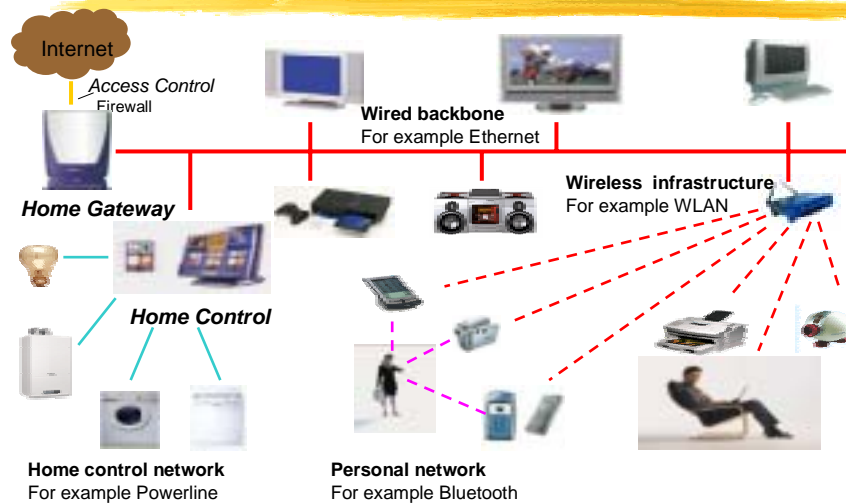 Internet
Access Control
Firewall
Wired backbone
For example Ethernet
Wireless infrastructure
For example WLAN
Home Gateway
Home Control
Home control network
For example Powerline
Personal network
For example Bluetooth